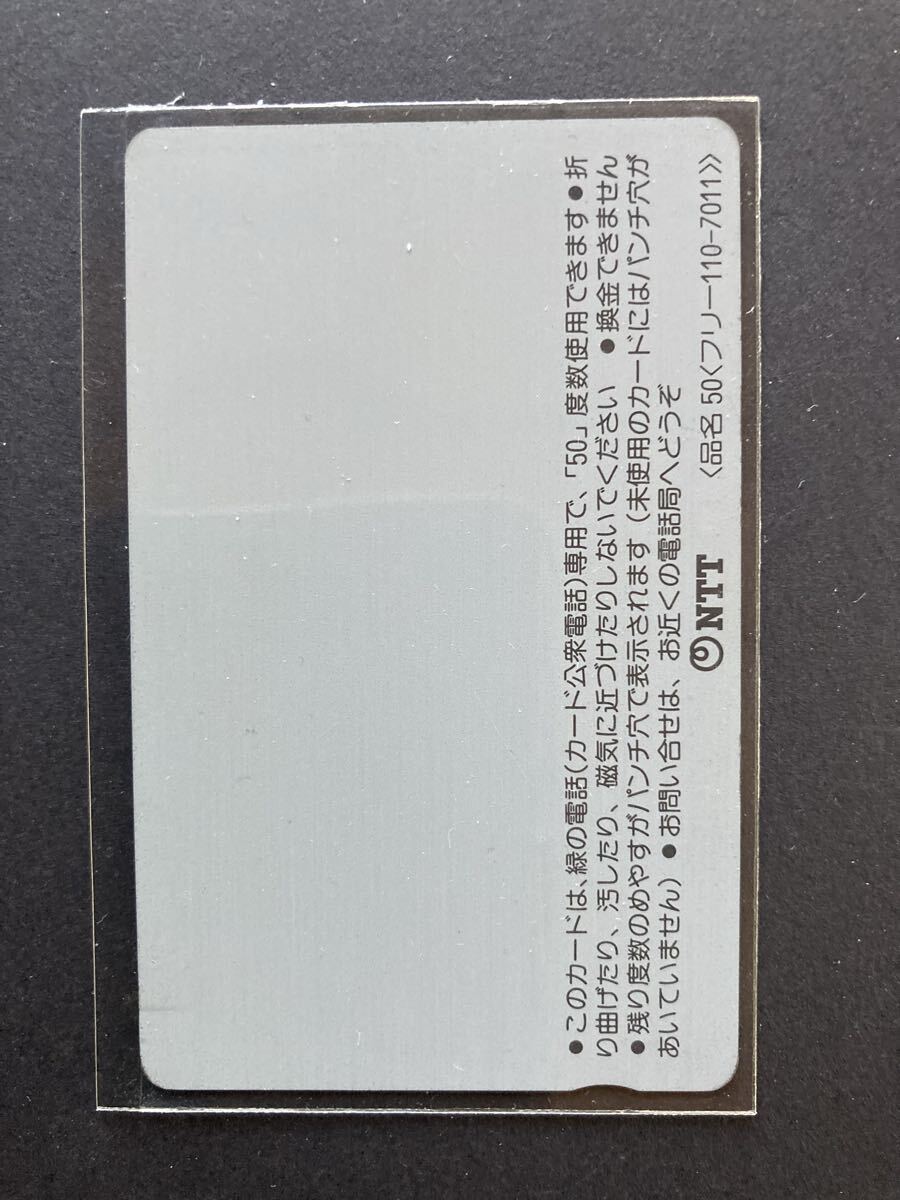 ●このカードは、緑の電話(カード公衆電話)専用で、「50」度数使用できます●折
り曲げたり、汚したり、磁気に近づけたりしないでください ●換金できません
●残り度数のめやすがパンチ穴で表示されます(未使用のカードにはパンチ穴が
あいていません)●お問い合せは、お近くの電話局へどうぞ
NTT 〈品名 50〈フリー110-7011〉〉